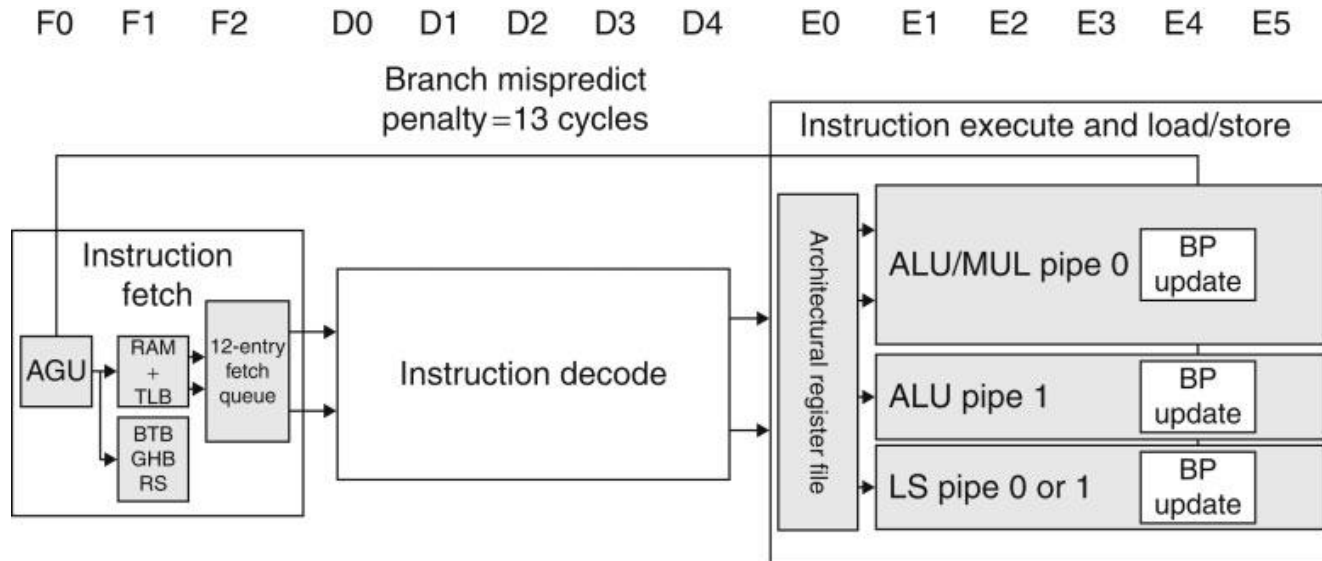 F0 F1 F2 D0 D1 D2 D3 D4 E0 E1 E2 E3 E4 E5
Branch mispredict
penalty=13 cycles
Instruction execute and load/store
Instruction
fetch
AGU
RAM
+
TLB
BTB
GHB
RS
12-entry
fetch
queue
Instruction decode
Architectural register file
ALU/MUL pipe 0
BP
update
ALU pipe 1
BP
update
LS pipe 0 or 1
BP
update